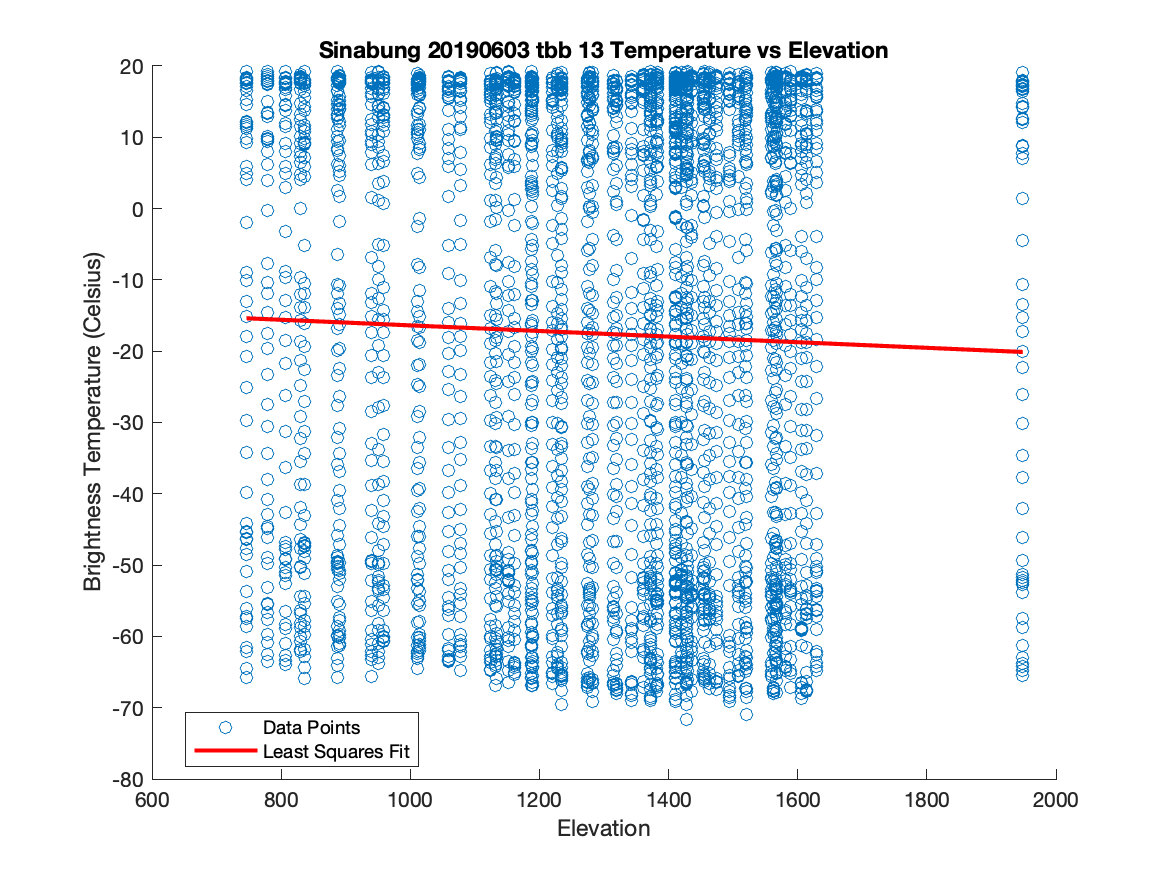 Sinabung 20190603 tbb 13 Temperature vs Elevation
20
10
0
-10
-20
-30
-40
-50
-60
-70
-80
Brightness Temperature (Celsius)
Data Points
Least Squares Fit
600 800 1000 1200 1400 1600 1800 2000
Elevation